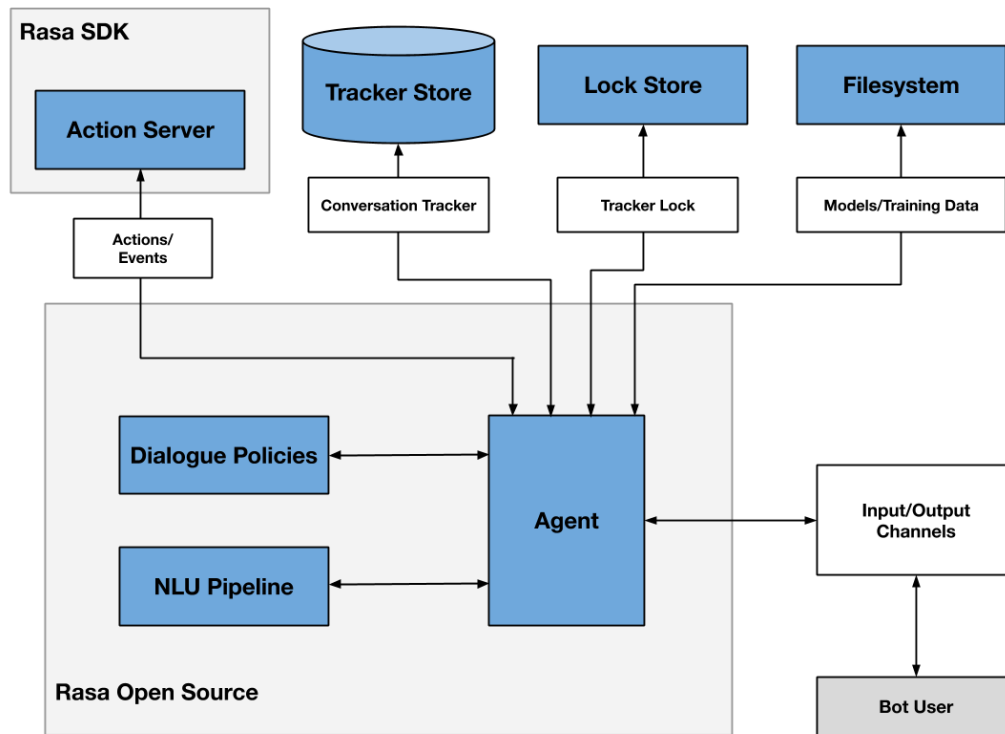 Rasa SDK
Action Server
Tracker Store
Lock Store
Filesystem
Conversation Tracker
Tracker Lock
Models/Training Data
Actions/
Events
Dialogue Policies
NLU Pipeline
Agent
Input/Output
Channels
Rasa Open Source
Bot User